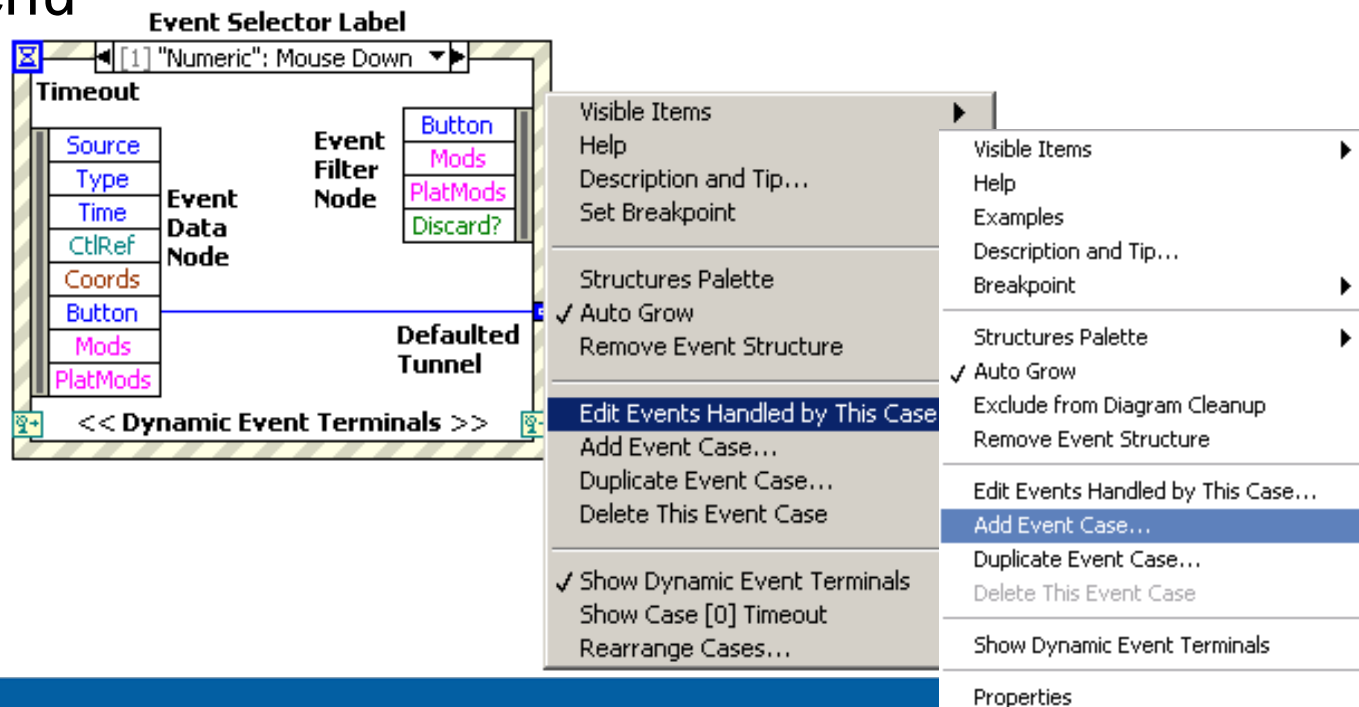 Event Selector Label
[1] "Numeric": Mouse Down
Timeout
Source
Type
Time
CtlRef
Coords
Button
Mods
PlatMods
Event
Data
Node
Event
Filter
Node
Button
Mods
PlatMods
Discard?
Defaulted
Tunnel
<< Dynamic Event Terminals >>
Visible Items
Help
Description and Tip...
Set Breakpoint
Structures Palette
✓ Auto Grow
Remove Event Structure
Edit Events Handled by This Case
Add Event Case...
Duplicate Event Case...
Delete This Event Case
✓ Show Dynamic Event Terminals
Show Case [0] Timeout
Rearrange Cases...
Visible Items
Help
Examples
Description and Tip...
Breakpoint
Structures Palette
✓ Auto Grow
Exclude from Diagram Cleanup
Remove Event Structure
Edit Events Handled by This Case...
Add Event Case...
Duplicate Event Case...
Delete This Event Case
Show Dynamic Event Terminals
Properties